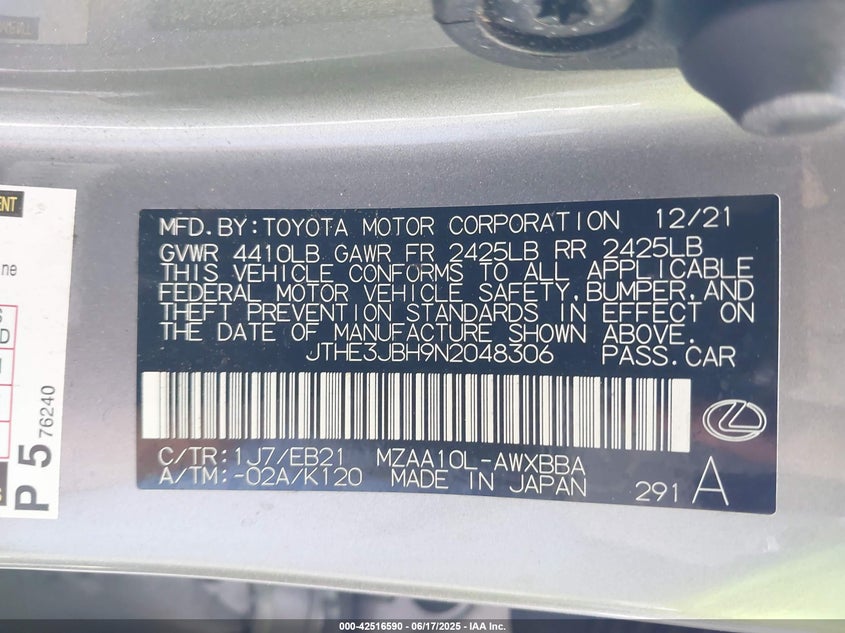 MFD.BY:TOYOTA MOTOR CORPORATION 12/21
GVWR 4410LB GAWR FR 2425LB RR 2425LB
THIS VEHICLE CONFORMS TO ALL APPLICABLE
FEDERAL MOTOR VEHICLE SAFETY,BUMPER,AND
THEFT PREVENTION STANDARDS IN EFFECT ON
THE DATE OF MANUFACTURE SHOWN ABOVE.
JTHE3JBH9N2048306 PASS.CAR
C/TR:1J7/EB21 MZAA10L-AWXBBA
A/TM:-02A/K120 MADE IN JAPAN 291 A
P 5 76240
000-42516590 - 06/17/2025 - IAA Inc.